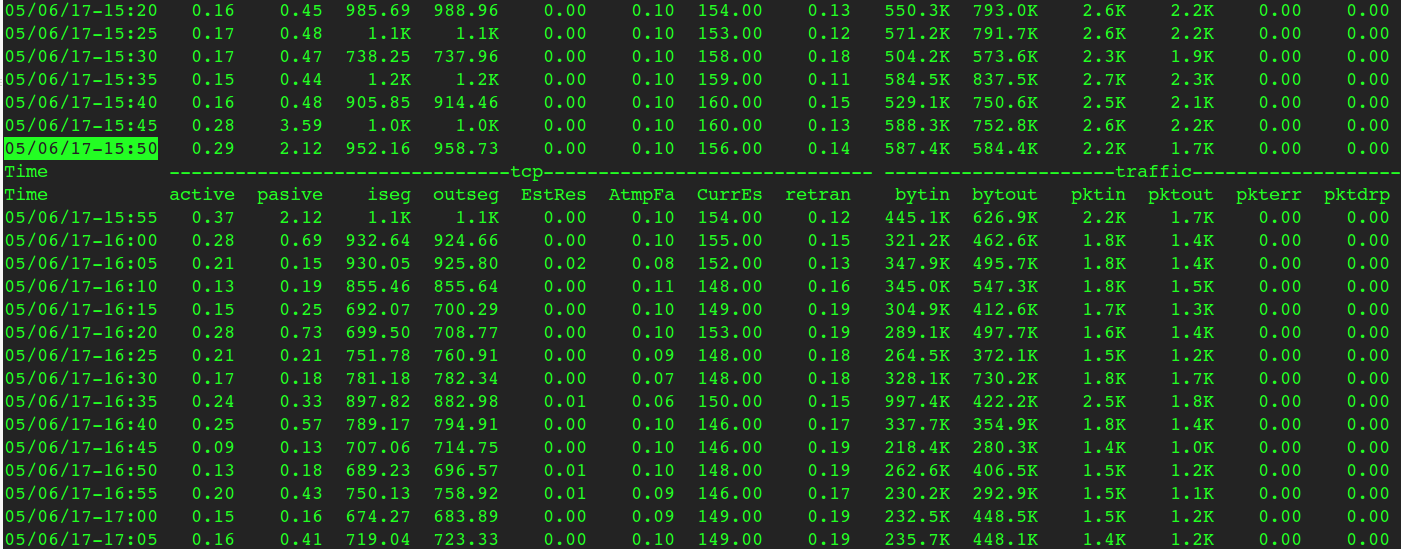 05/06/17-15:20 0.16 0.45 985.69 988.96 0.00 0.10 154.00 0.13 550.3K 793.0K 2.6K 2.2K 0.00 0.00
05/06/17-15:25 0.17 0.48 1.1K 1.1K 0.00 0.10 153.00 0.12 571.2K 791.7K 2.6K 2.2K 0.00 0.00
05/06/17-15:30 0.17 0.47 738.25 737.96 0.00 0.10 158.00 0.18 504.2K 573.6K 2.3K 1.9K 0.00 0.00
05/06/17-15:35 0.15 0.44 1.2K 1.2K 0.00 0.10 159.00 0.11 584.5K 837.5K 2.7K 2.3K 0.00 0.00
05/06/17-15:40 0.16 0.48 905.85 914.46 0.00 0.10 160.00 0.15 529.1K 750.6K 2.5K 2.1K 0.00 0.00
05/06/17-15:45 0.28 3.59 1.0K 1.0K 0.00 0.10 160.00 0.13 588.3K 752.8K 2.6K 2.2K 0.00 0.00
05/06/17-15:50 0.29 2.12 952.16 958.73 0.00 0.10 156.00 0.14 587.4K 584.4K 2.2K 1.7K 0.00 0.00
Time -------------------------------tcp------------------------------ ---------------------traffic-------------------
Time active pasive iseg outseg EstRes AtmpFa CurrEs retran bytin bytout pktin pktout pkterr pktdrp
05/06/17-15:55 0.37 2.12 1.1K 1.1K 0.00 0.10 154.00 0.12 445.1K 626.9K 2.2K 1.7K 0.00 0.00
05/06/17-16:00 0.28 0.69 932.64 924.66 0.00 0.10 155.00 0.15 321.2K 462.6K 1.8K 1.4K 0.00 0.00
05/06/17-16:05 0.21 0.15 930.05 925.80 0.02 0.08 152.00 0.13 347.9K 495.7K 1.8K 1.4K 0.00 0.00
05/06/17-16:10 0.13 0.19 855.46 855.64 0.00 0.11 148.00 0.16 345.0K 547.3K 1.8K 1.5K 0.00 0.00
05/06/17-16:15 0.15 0.25 692.07 700.29 0.00 0.10 149.00 0.19 304.9K 412.6K 1.7K 1.3K 0.00 0.00
05/06/17-16:20 0.28 0.73 699.50 708.77 0.00 0.10 153.00 0.19 289.1K 497.7K 1.6K 1.4K 0.00 0.00
05/06/17-16:25 0.21 0.21 751.78 760.91 0.00 0.09 148.00 0.18 264.5K 372.1K 1.5K 1.2K 0.00 0.00
05/06/17-16:30 0.17 0.18 781.18 782.34 0.00 0.07 148.00 0.18 328.1K 730.2K 1.8K 1.7K 0.00 0.00
05/06/17-16:35 0.24 0.33 897.82 882.98 0.01 0.06 150.00 0.15 997.4K 422.2K 2.5K 1.8K 0.00 0.00
05/06/17-16:40 0.25 0.57 789.17 794.91 0.00 0.10 146.00 0.17 337.7K 354.9K 1.8K 1.4K 0.00 0.00
05/06/17-16:45 0.09 0.13 707.06 714.75 0.00 0.10 146.00 0.19 218.4K 280.3K 1.4K 1.0K 0.00 0.00
05/06/17-16:50 0.13 0.18 689.23 696.57 0.01 0.10 148.00 0.19 262.6K 406.5K 1.5K 1.2K 0.00 0.00
05/06/17-16:55 0.20 0.43 750.13 758.92 0.01 0.09 146.00 0.17 230.2K 292.9K 1.5K 1.1K 0.00 0.00
05/06/17-17:00 0.15 0.16 674.27 683.89 0.00 0.09 149.00 0.19 232.5K 448.5K 1.5K 1.2K 0.00 0.00
05/06/17-17:05 0.16 0.41 719.04 723.33 0.00 0.10 149.00 0.19 235.7K 448.1K 1.4K 1.2K 0.00 0.00